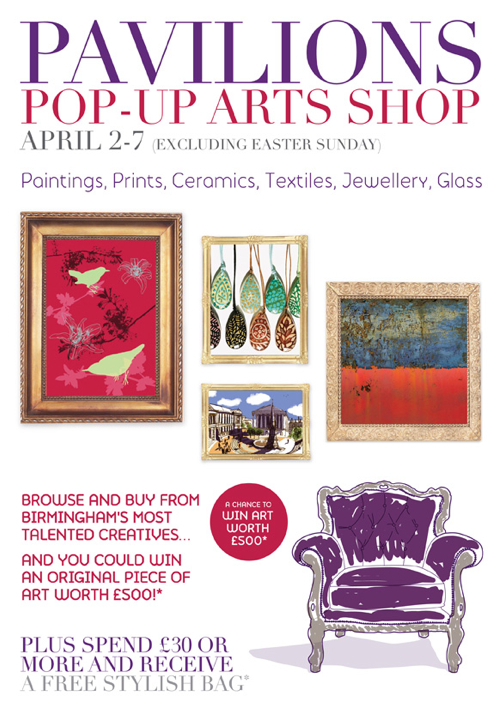 PAVILIONS
POP-UP ARTS SHOP
APRIL 2-7 (EXCLUDING EASTER SUNDAY)
Paintings, Prints, Ceramics, Textiles, Jewellery, Glass
BROWSE AND BUY FROM
BIRMINGHAM'S MOST
TALENTED CREATIVES...
AND YOU COULD WIN
AN ORIGINAL PIECE OF
ART WORTH £500!*
A CHANCE TO
WIN ART
WORTH
£500*
PLUS SPEND £30 OR
MORE AND RECEIVE
A FREE STYLISH BAG*